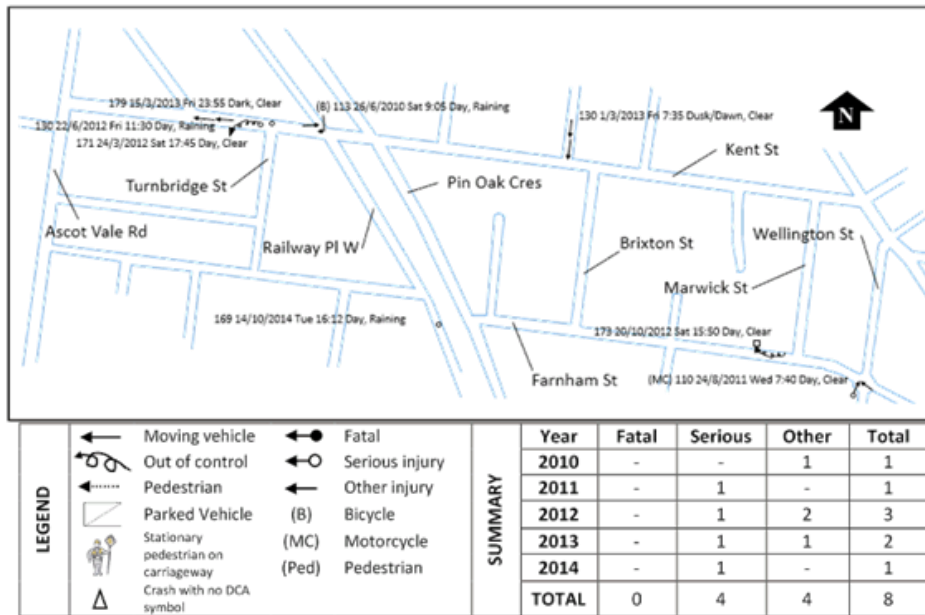 179 15/3/2013 Fri 23:55 Dark, Clear
(B) 113 26/6/2010 Sat 9:05 Day, Raining
130 22/6/2012 Fri 11:30 Day, Raining
171 24/3/2012 Sat 17:45 Day, Clear
130 1/3/2013 Fri 7:35 Dusk/Dawn, Clear
N
Kent St
Turnbridge St
Pin Oak Cres
Ascot Vale Rd
Railway Pl W
Brixton St
Wellington St
Marwick St
169 14/10/2014 Tue 16:12 Day, Raining
173 20/10/2012 Sat 15:50 Day, Clear
Farnham St
(MC) 110 24/8/2011 Wed 7:40 Day, Clear
LEGEND
Moving vehicle
Fatal
Out of control
Serious injury
Pedestrian
Other injury
Parked Vehicle
(B) Bicycle
Stationary
pedestrian on
carriageway
(MC) Motorcycle
(Ped) Pedestrian
Crash with no DCA
symbol
SUMMARY
Year Fatal Serious Other Total
2010 - - 1 1
2011 - 1 - 1
2012 - 1 2 3
2013 - 1 1 2
2014 - 1 - 1
TOTAL 0 4 4 8